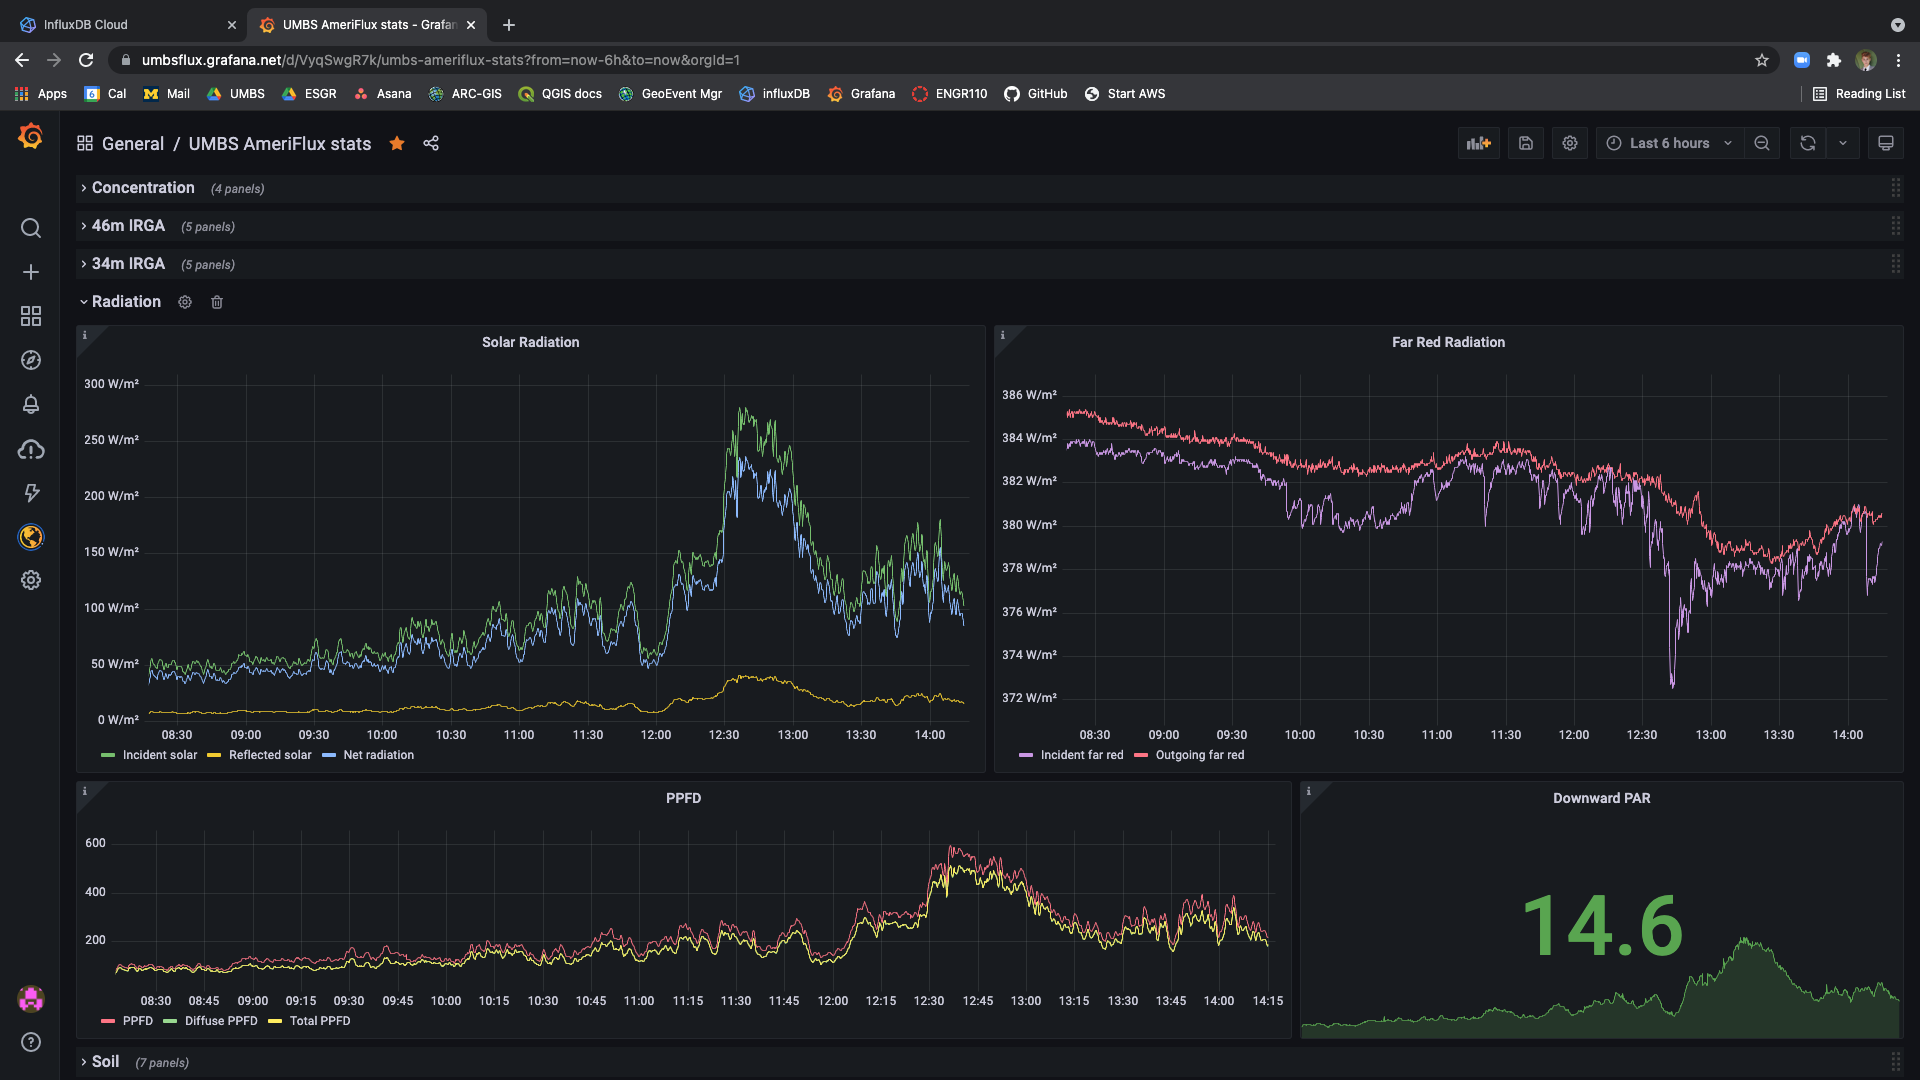 InfluxDB Cloud
UMBS AmeriFlux stats - Grafan
umbsflux.grafana.net/d/VyqSwgR7k/umbs-ameriflux-stats?from=now-6h&to=now&orgId=1
Apps 6 Cal M Mail UMBS ESGR Asana ARC-GIS QGIS docs GeoEvent Mgr influxDB Grafana ENGR110 GitHub Start AWS Reading List
General / UMBS AmeriFlux stats
Last 6 hours
Concentration (4 panels)
46m IRGA (5 panels)
34m IRGA (5 panels)
Radiation
i
Solar Radiation
300 W/m²
250 W/m²
200 W/m²
150 W/m²
100 W/m²
50 W/m²
0 W/m²
08:30 09:00 09:30 10:00 10:30 11:00 11:30 12:00 12:30 13:00 13:30 14:00
Incident solar Reflected solar Net radiation
i
Far Red Radiation
386 W/m²
384 W/m²
382 W/m²
380 W/m²
378 W/m²
376 W/m²
374 W/m²
372 W/m²
08:30 09:00 09:30 10:00 10:30 11:00 11:30 12:00 12:30 13:00 13:30 14:00
Incident far red Outgoing far red
i
PPFD
600
400
200
08:30 08:45 09:00 09:15 09:30 09:45 10:00 10:15 10:30 10:45 11:00 11:15 11:30 11:45 12:00 12:15 12:30 12:45 13:00 13:15 13:30 13:45 14:00 14:15
PPFD Diffuse PPFD Total PPFD
i
Downward PAR
14.6
Soil (7 panels)